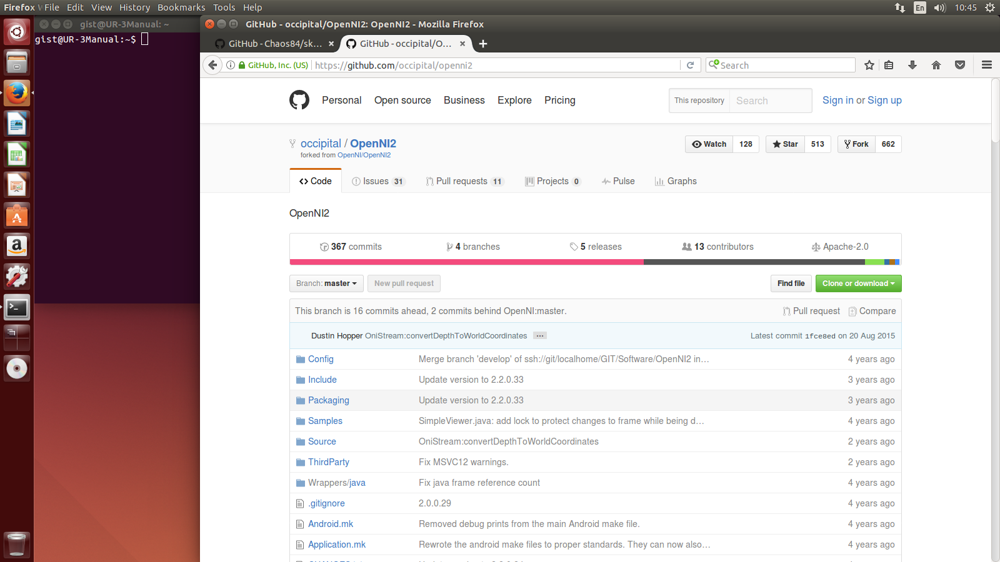 Firefox W File Edit View History Bookmarks Tools Help En 10:45
gist@UR-3Manual: ~
gist@UR-3Manual:~$
GitHub - occipital/OpenNI2: OpenNI2 - Mozilla Firefox
GitHub - Chaos84/sk... × GitHub - occipital/O... ×
GitHub, Inc. (US) https://github.com/occipital/openni2 Search
Personal Open source Business Explore Pricing This repository Search Sign in or Sign up
occipital / OpenNI2 Watch 128 Star 513 Fork 662
forked from OpenNI/OpenNI2
Code Issues 31 Pull requests 11 Projects 0 Pulse Graphs
OpenNI2
367 commits 4 branches 5 releases 13 contributors Apache-2.0
Branch: master New pull request Find file Clone or download
This branch is 16 commits ahead, 2 commits behind OpenNI:master. Pull request Compare
Dustin Hopper OniStream:convertDepthToWorldCoordinates ... Latest commit 1fce8ed on 20 Aug 2015
Config Merge branch 'develop' of ssh://git/localhome/GIT/Software/OpenNI2 in... 4 years ago
Include Update version to 2.2.0.33 3 years ago
Packaging Update version to 2.2.0.33 3 years ago
Samples SimpleViewer.java: add lock to protect changes to frame while being d... 4 years ago
Source OniStream:convertDepthToWorldCoordinates 2 years ago
ThirdParty Fix MSVC12 warnings. 2 years ago
Wrappers/java Fix java frame reference count 4 years ago
.gitignore 2.0.0.29 4 years ago
Android.mk Removed debug prints from the main Android make file. 4 years ago
Application.mk Rewrote the android make files to proper standards. They can now also... 4 years ago